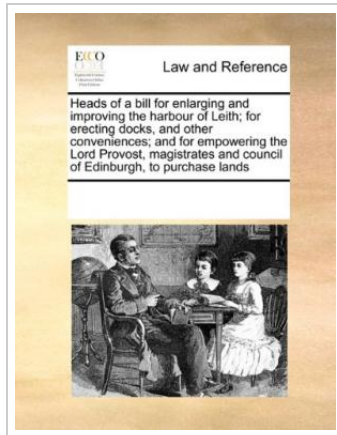 ECCO
Law and Reference
Heads of a bill for enlarging and
improving the harbour of Leith; for
erecting docks, and other
conveniences; and for empowering the
Lord Provost, magistrates and council
of Edinburgh, to purchase lands